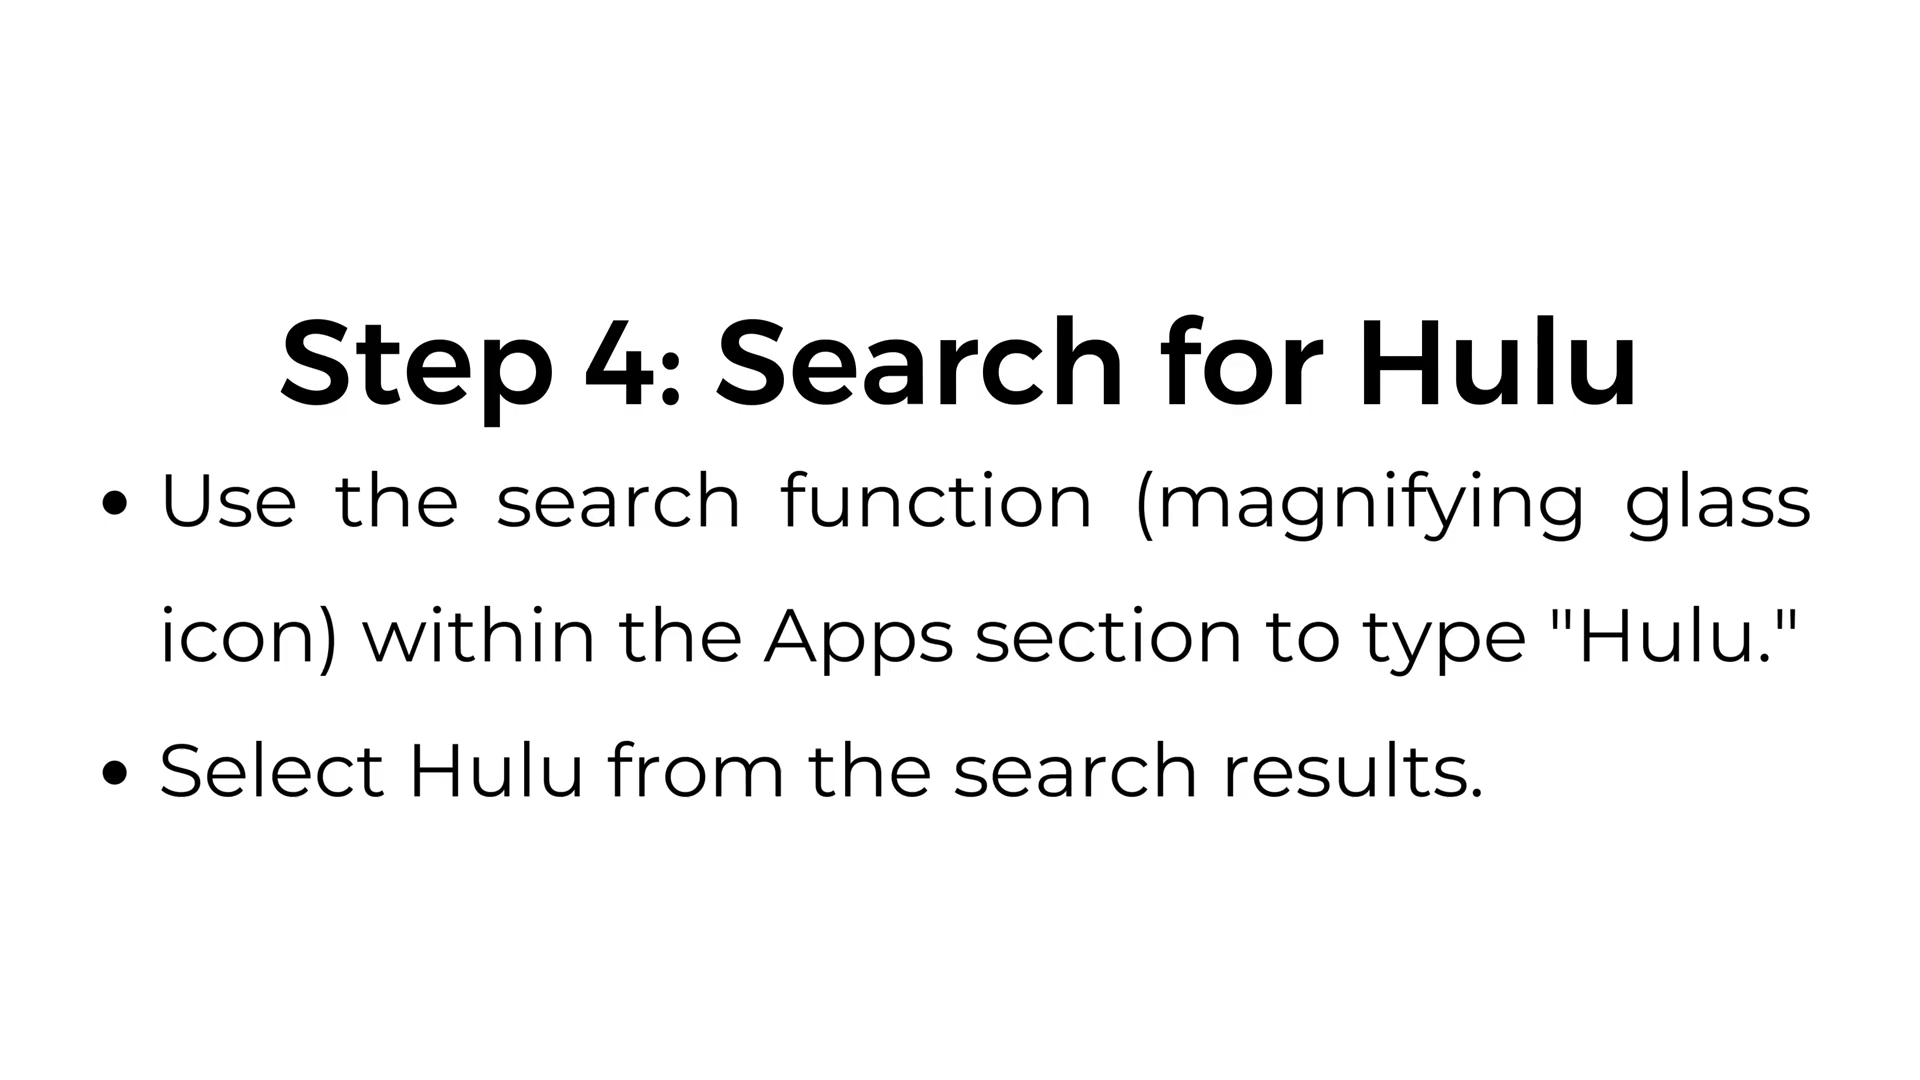 Step 4: Search for Hulu
• Use the search function (magnifying glass
icon) within the Apps section to type "Hulu."
• Select Hulu from the search results.